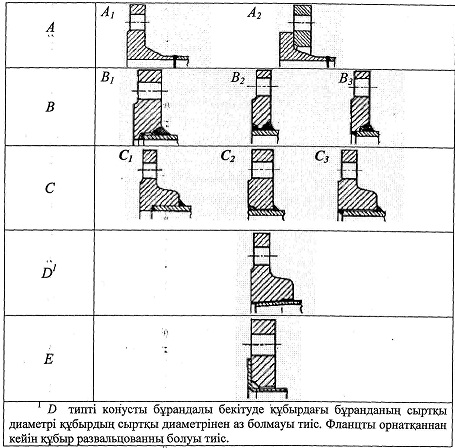 A
A1
A2
B
B1
B2
B3
C
C1
C2
C3
D1
E
1 D типті конусты бұрандалы бекітуде құбырдағы бұранданың сыртқы
диаметрі құбырдың сыртқы диаметрінен аз болмауы тиіс. Фланцты орнатқаннан
кейін құбыр развальцованны болуы тиіс.